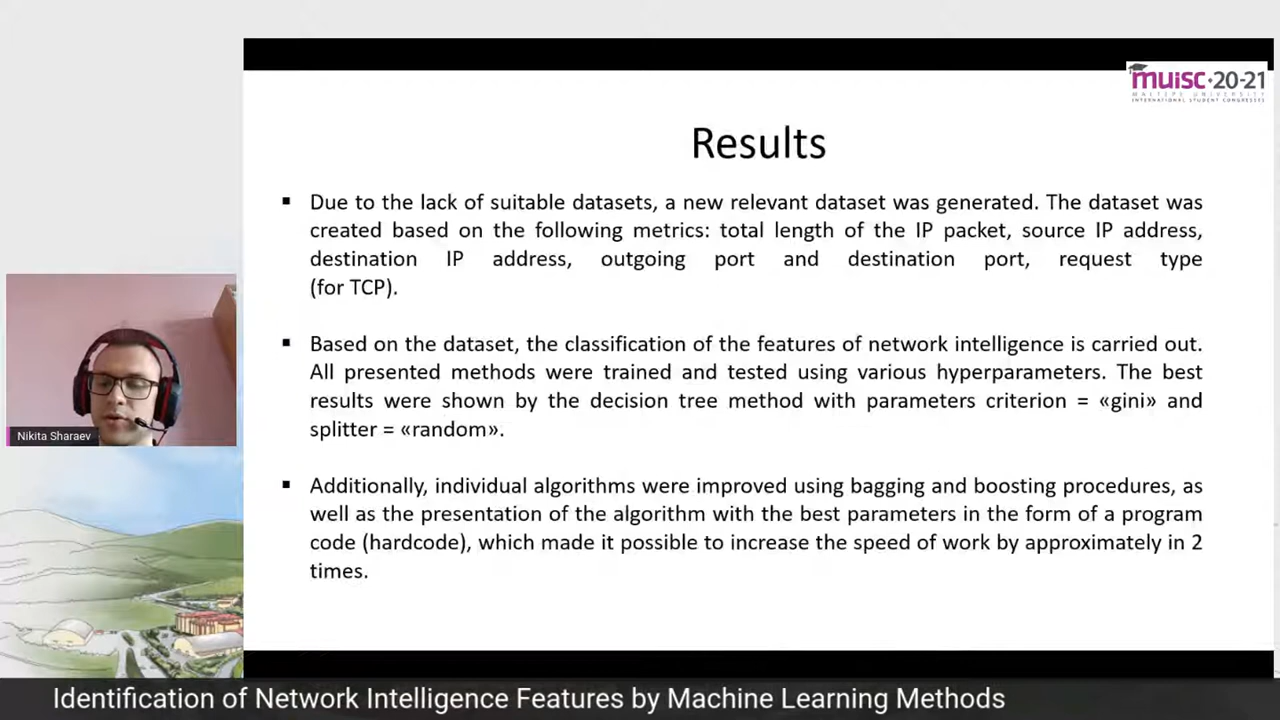 muisc·20-21
MALTEPE UNIVERSITY
INTERNATIONAL STUDENT CONGRESSES
Results
▪ Due to the lack of suitable datasets, a new relevant dataset was generated. The dataset was
created based on the following metrics: total length of the IP packet, source IP address,
destination IP address, outgoing port and destination port, request type
(for TCP).
▪ Based on the dataset, the classification of the features of network intelligence is carried out.
All presented methods were trained and tested using various hyperparameters. The best
results were shown by the decision tree method with parameters criterion = «gini» and
splitter = «random».
▪ Additionally, individual algorithms were improved using bagging and boosting procedures, as
well as the presentation of the algorithm with the best parameters in the form of a program
code (hardcode), which made it possible to increase the speed of work by approximately in 2
times.
Nikita Sharaev
Identification of Network Intelligence Features by Machine Learning Methods